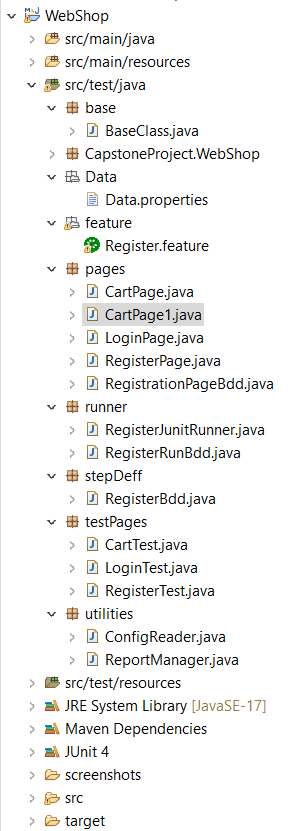 WebShop
src/main/java
src/main/resources
src/test/java
base
BaseClass.java
CapstoneProject.WebShop
Data
Data.properties
feature
Register.feature
pages
CartPage.java
CartPage1.java
LoginPage.java
RegisterPage.java
RegistrationPageBdd.java
runner
RegisterJunitRunner.java
RegisterRunBdd.java
stepDeff
RegisterBdd.java
testPages
CartTest.java
LoginTest.java
RegisterTest.java
utilities
ConfigReader.java
ReportManager.java
src/test/resources
JRE System Library [JavaSE-17]
Maven Dependencies
JUnit 4
screenshots
src
target